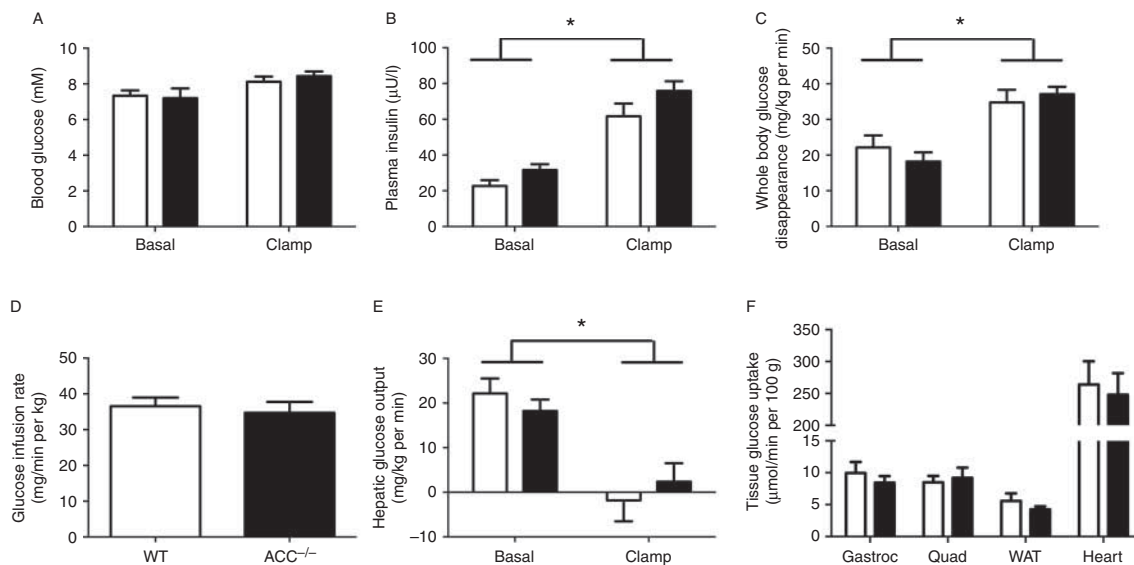 A
Blood glucose (mM)
10
8
6
4
2
0
Basal
Clamp
B
*
Plasma insulin (μU/l)
100
80
60
40
20
0
Basal
Clamp
C
*
Whole body glucose
disappearance (mg/kg per min)
50
40
30
20
10
0
Basal
Clamp
D
Glucose infusion rate
(mg/min per kg)
50
40
30
20
10
0
WT
ACC–/–
E
*
Hepatic glucose output
(mg/kg per min)
30
20
10
0
–10
Basal
Clamp
F
Tissue glucose uptake
(μmol/min per 100 g)
350
300
250
200
15
10
5
0
Gastroc
Quad
WAT
Heart